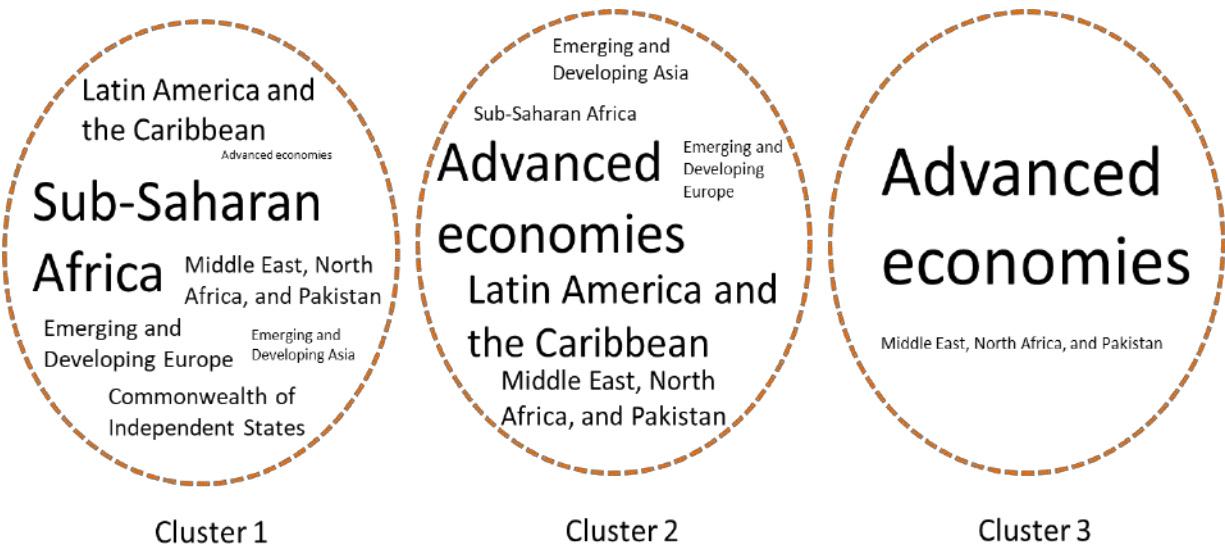 Latin America and
the Caribbean
Advanced economies
Sub-Saharan
Africa
Middle East, North
Africa, and Pakistan
Emerging and
Developing Europe
Emerging and
Developing Asia
Commonwealth of
Independent States
Cluster 1
Emerging and
Developing Asia
Sub-Saharan Africa
Advanced
economies
Emerging and
Developing
Europe
Latin America and
the Caribbean
Middle East, North
Africa, and Pakistan
Cluster 2
Advanced
economies
Middle East, North Africa, and Pakistan
Cluster 3